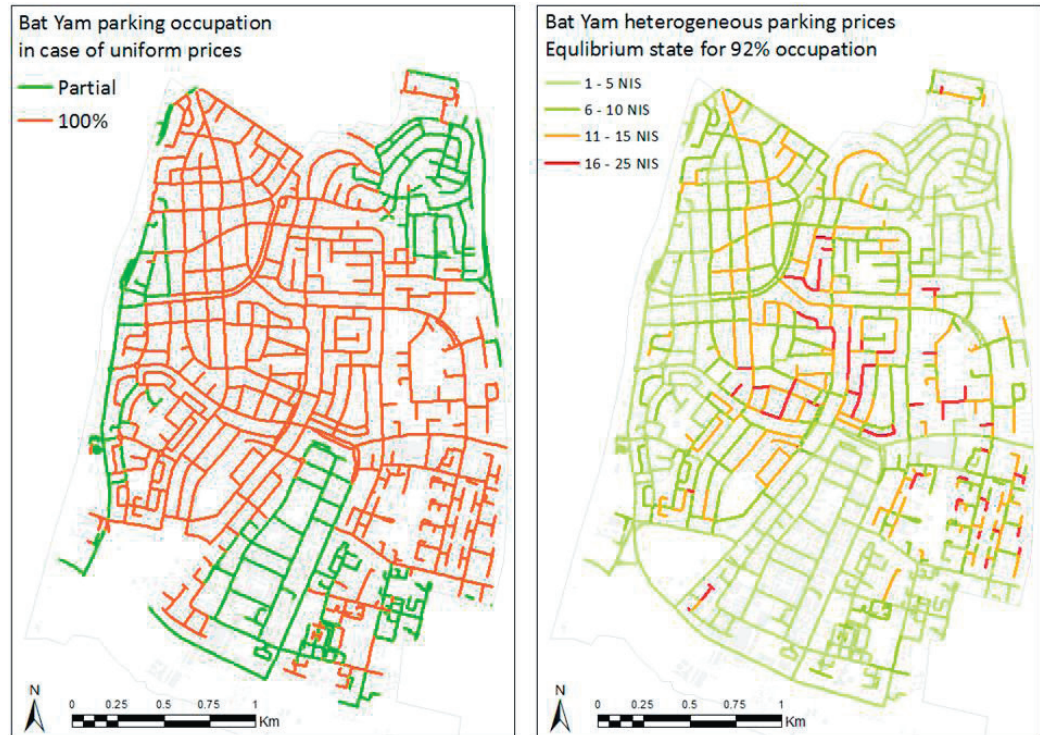 Bat Yam parking occupation
in case of uniform prices
Partial
100%
N
0 0.25 0.5 0.75 1
Km
Bat Yam heterogeneous parking prices
Equlibrium state for 92% occupation
1 - 5 NIS
6 - 10 NIS
11 - 15 NIS
16 - 25 NIS
N
0 0.25 0.5 0.75 1
Km